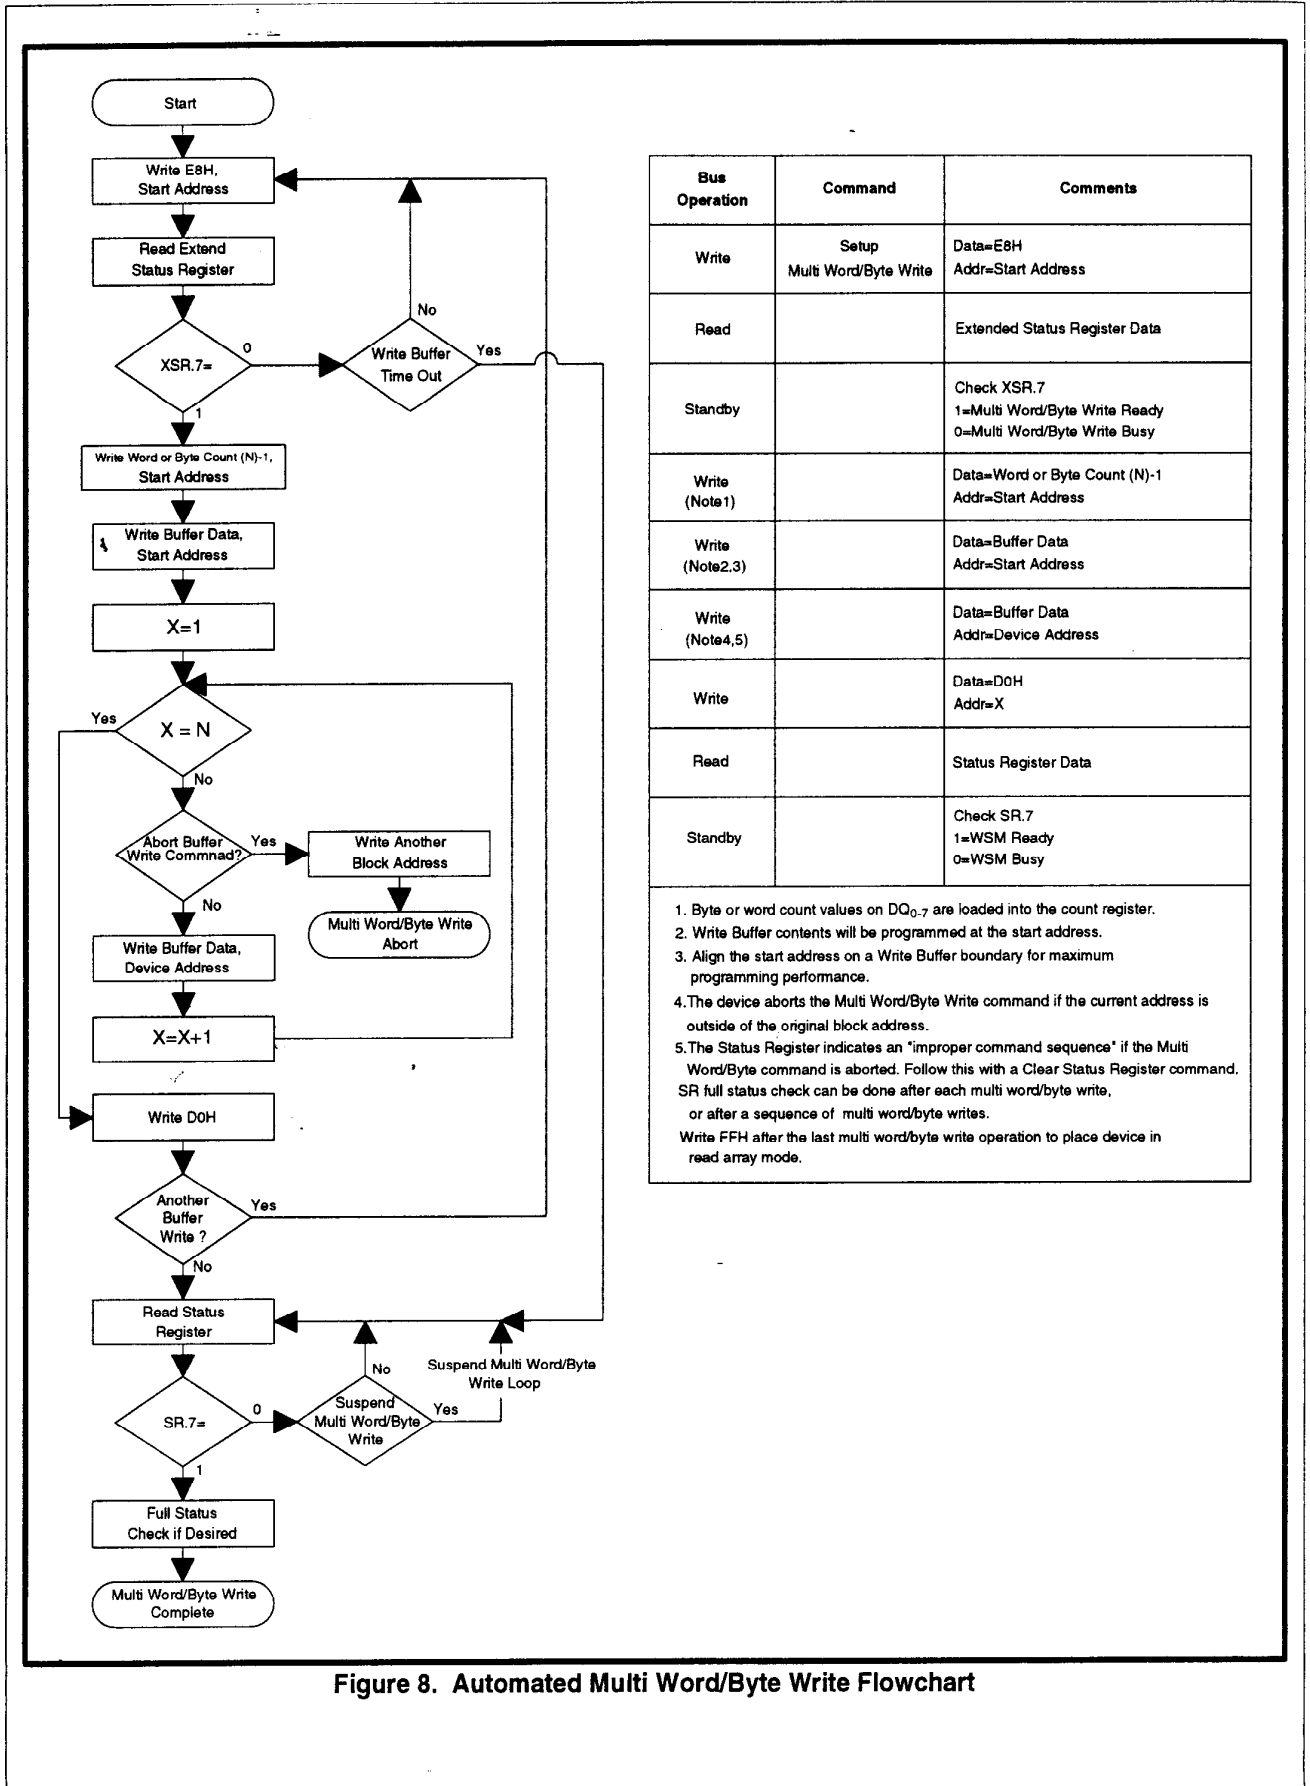 Start
Write E8H,
Start Address
Read Extend
Status Register
No
XSR.7=
0
Write Buffer
Time Out
Yes
1
Write Word or Byte Count (N)-1,
Start Address
Write Buffer Data,
Start Address
X=1
Yes
X = N
No
Abort Buffer
Write Commnad?
Yes
Write Another
Block Address
No
Multi Word/Byte Write
Abort
Write Buffer Data,
Device Address
X=X+1
Write D0H
Another
Buffer
Write ?
Yes
No
Read Status
Register
No
Suspend Multi Word/Byte
Write Loop
SR.7=
0
Suspend
Multi Word/Byte
Write
Yes
1
Full Status
Check if Desired
Multi Word/Byte Write
Complete
Bus
Operation
Command
Comments
Write
Setup
Multi Word/Byte Write
Data=E8H
Addr=Start Address
Read
Extended Status Register Data
Standby
Check XSR.7
1=Multi Word/Byte Write Ready
0=Multi Word/Byte Write Busy
Write
(Note1)
Data=Word or Byte Count (N)-1
Addr=Start Address
Write
(Note2,3)
Data=Buffer Data
Addr=Start Address
Write
(Note4,5)
Data=Buffer Data
Addr=Device Address
Write
Data=D0H
Addr=X
Read
Status Register Data
Standby
Check SR.7
1=WSM Ready
0=WSM Busy
1. Byte or word count values on DQ0-7 are loaded into the count register.
2. Write Buffer contents will be programmed at the start address.
3. Align the start address on a Write Buffer boundary for maximum
programming performance.
4.The device aborts the Multi Word/Byte Write command if the current address is
outside of the original block address.
5.The Status Register indicates an "improper command sequence" if the Multi
Word/Byte command is aborted. Follow this with a Clear Status Register command.
SR full status check can be done after each multi word/byte write,
or after a sequence of multi word/byte writes.
Write FFH after the last multi word/byte write operation to place device in
read array mode.
Figure 8. Automated Multi Word/Byte Write Flowchart